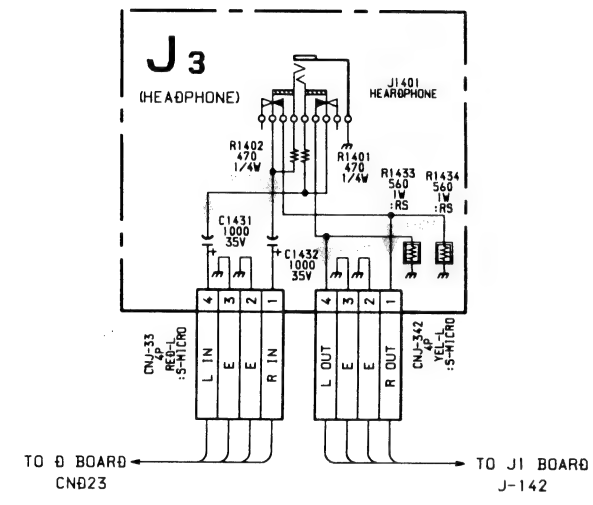 J 3
(HEADPHONE)
J1401
HEARDPHONE
R1402
470
1/4W
R1401
470
1/4W
R1433
560
1W
:RS
R1434
560
1W
:RS
C1431
1000
35V
+
C1432
1000
35V
+
4 3 2 1
4 3 2 1
CNJ-33
4P
RED-L
:S-MICRO
L IN
E
E
R IN
L OUT
E
E
R OUT
CNJ-342
4P
YEL-L
:S-MICRO
TO D BOARD
CND23
TO J1 BOARD
J-142